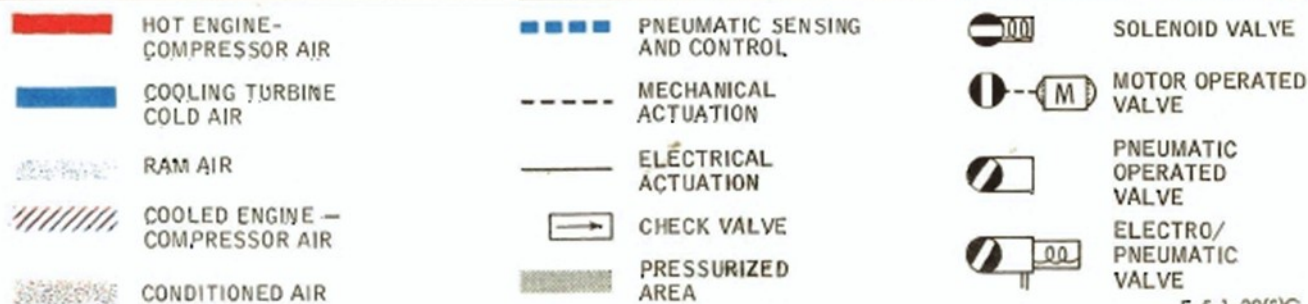 HOT ENGINE-
COMPRESSOR AIR
COOLING TURBINE
COLD AIR
RAM AIR
COOLED ENGINE —
COMPRESSOR AIR
CONDITIONED AIR
PNEUMATIC SENSING
AND CONTROL
MECHANICAL
ACTUATION
ELECTRICAL
ACTUATION
CHECK VALVE
PRESSURIZED
AREA
SOLENOID VALVE
M
MOTOR OPERATED
VALVE
PNEUMATIC
OPERATED
VALVE
ELECTRO/
PNEUMATIC
VALVE